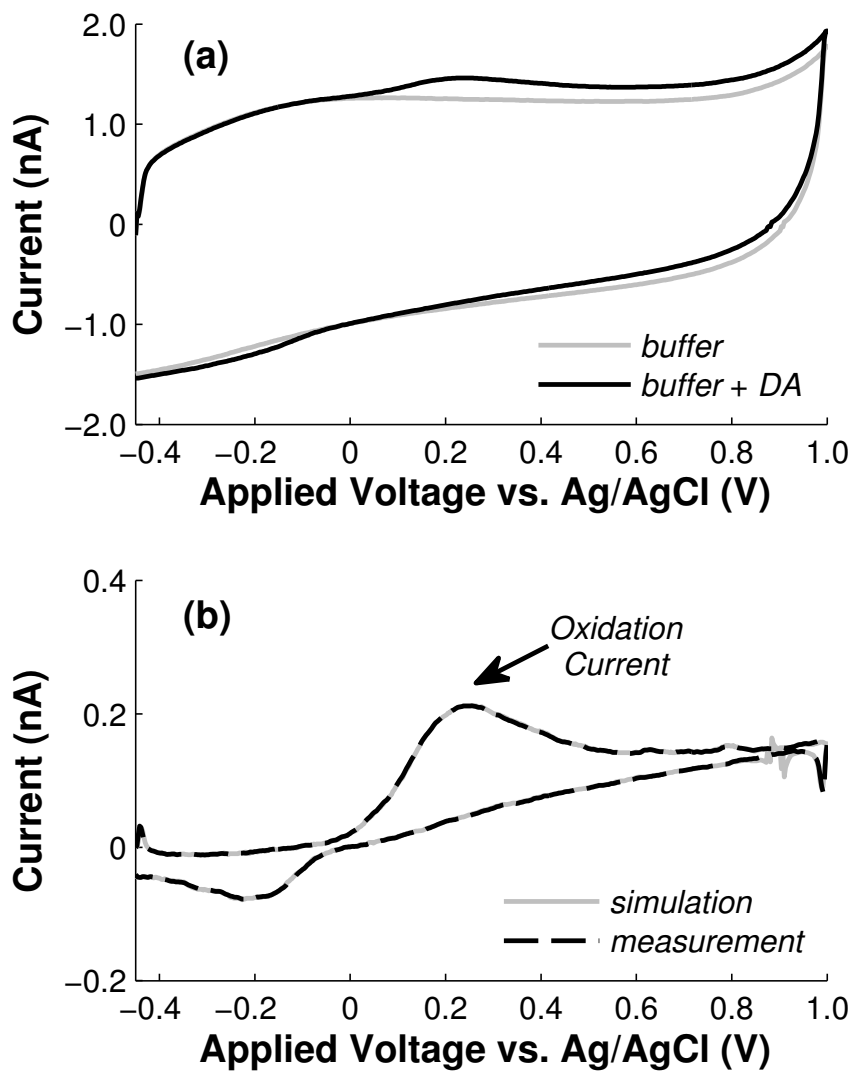 2.0
(a)
1.0
0
−1.0
−2.0
Current (nA)
buffer
buffer + DA
−0.4 −0.2 0 0.2 0.4 0.6 0.8 1.0
Applied Voltage vs. Ag/AgCl (V)
0.4
(b)
Oxidation
Current
0.2
0
−0.2
Current (nA)
simulation
measurement
−0.4 −0.2 0 0.2 0.4 0.6 0.8 1.0
Applied Voltage vs. Ag/AgCl (V)